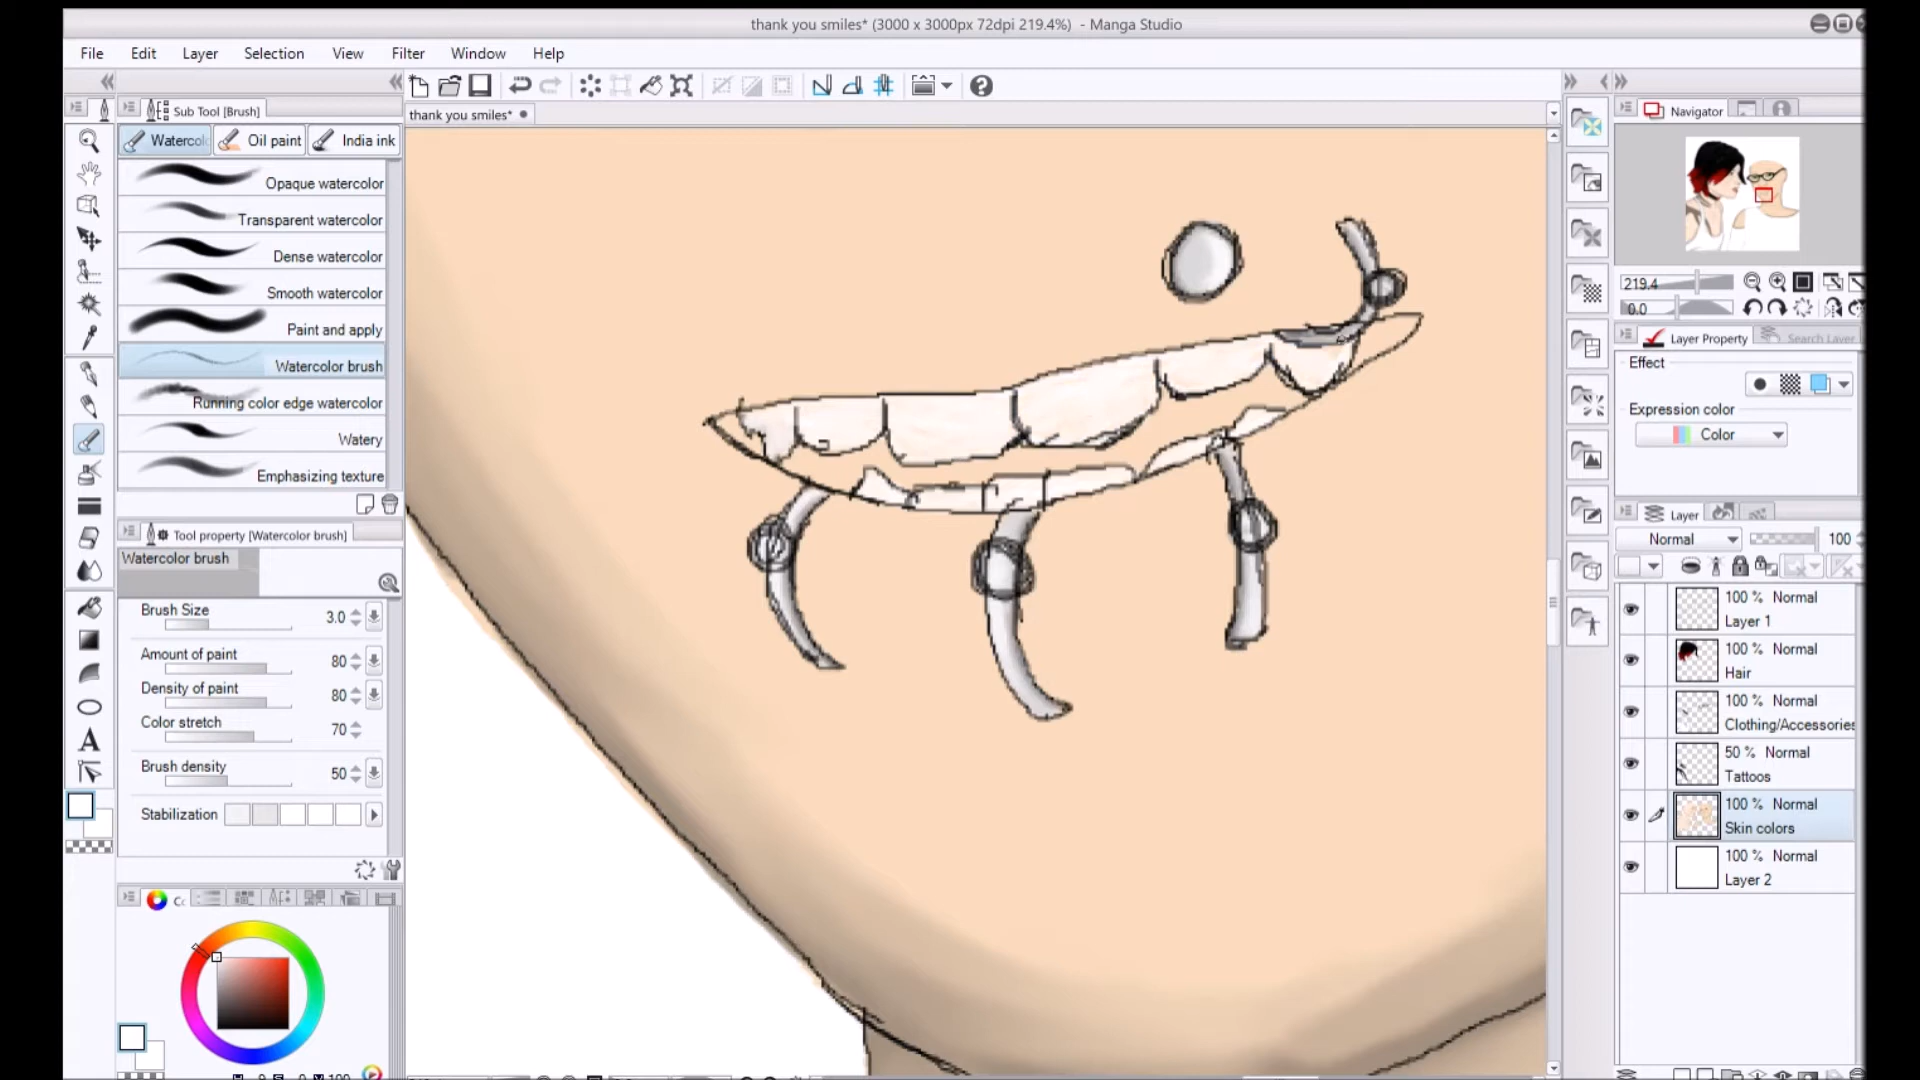 thank you smiles* (3000 x 3000px 72dpi 219.4%) - Manga Studio
File Edit Layer Selection View Filter Window Help
Sub Tool [Brush]
thank you smiles*
Navigator
Watercol Oil paint India ink
Opaque watercolor
Transparent watercolor
Dense watercolor
Smooth watercolor
Paint and apply
Watercolor brush
Running color edge watercolor
Watery
Emphasizing texture
Tool property [Watercolor brush]
Watercolor brush
Brush Size 3.0
Amount of paint 80
Density of paint 80
Color stretch 70
Brush density 50
Stabilization
A
219.4
0.0
Layer Property Search Layer
Effect
Expression color
Color
Layer
Normal 100
100 % Normal
Layer 1
100 % Normal
Hair
100 % Normal
Clothing/Accessories
50 % Normal
Tattoos
100 % Normal
Skin colors
100 % Normal
Layer 2